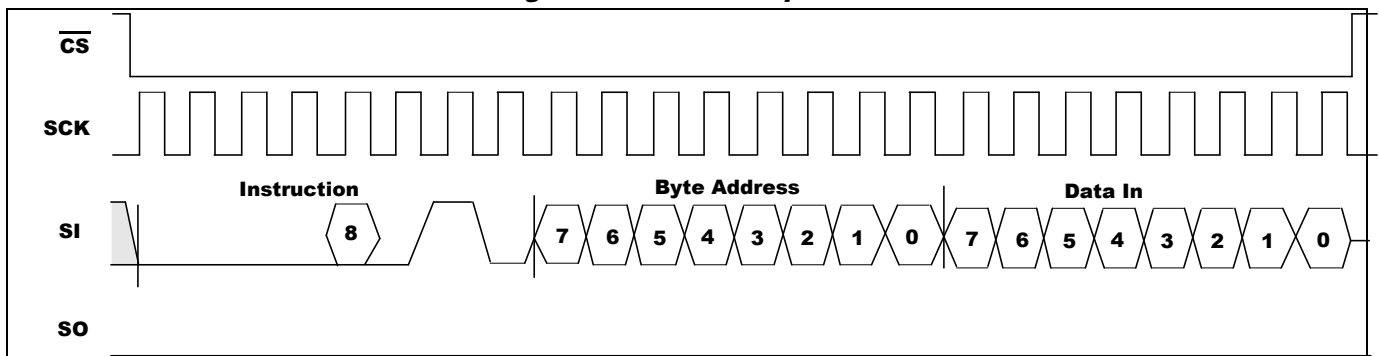 CS
SCK
Instruction Byte Address Data In
SI 8 7 6 5 4 3 2 1 0 7 6 5 4 3 2 1 0
SO